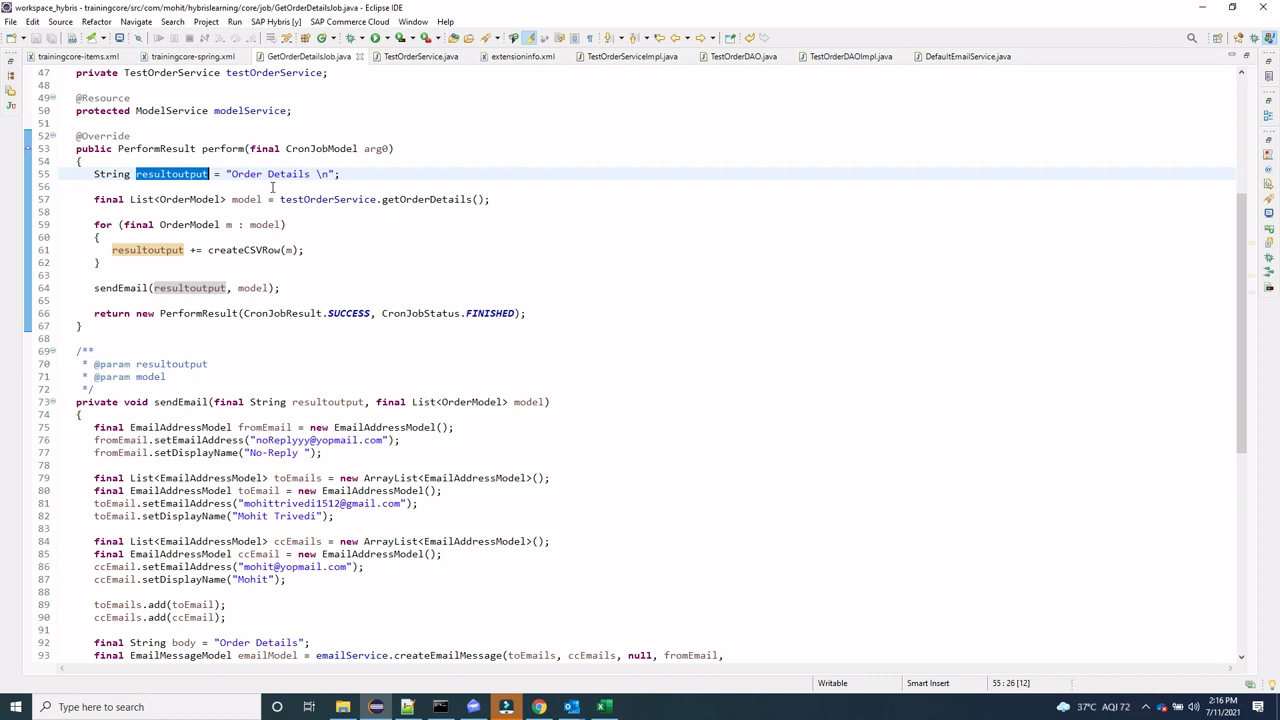 workspace_hybris - trainingcore/src/com/mohit/hybrislearning/core/job/GetOrderDetailsJob.java - Eclipse IDE
File Edit Source Refactor Navigate Search Project Run SAP Hybris [y] SAP Commerce Cloud Window Help
trainingcore-items.xml trainingcore-spring.xml GetOrderDetailsJob.java TestOrderService.java extensioninfo.xml TestOrderServiceImpl.java TestOrderDAO.java TestOrderDAOImpl.java DefaultEmailService.java
47 private TestOrderService testOrderService;
48
49 @Resource
50 protected ModelService modelService;
51
52 @Override
53 public PerformResult perform(final CronJobModel arg0)
54 {
55 String resultoutput = "Order Details \n";
56
57 final List<OrderModel> model = testOrderService.getOrderDetails();
58
59 for (final OrderModel m : model)
60 {
61 resultoutput += createCSVRow(m);
62 }
63
64 sendEmail(resultoutput, model);
65
66 return new PerformResult(CronJobResult.SUCCESS, CronJobStatus.FINISHED);
67 }
68
69 /**
70 * @param resultoutput
71 * @param model
72 */
73 private void sendEmail(final String resultoutput, final List<OrderModel> model)
74 {
75 final EmailAddressModel fromEmail = new EmailAddressModel();
76 fromEmail.setEmailAddress("noReplyyy@yopmail.com");
77 fromEmail.setDisplayName("No-Reply ");
78
79 final List<EmailAddressModel> toEmails = new ArrayList<EmailAddressModel>();
80 final EmailAddressModel toEmail = new EmailAddressModel();
81 toEmail.setEmailAddress("mohittrivedi1512@gmail.com");
82 toEmail.setDisplayName("Mohit Trivedi");
83
84 final List<EmailAddressModel> ccEmails = new ArrayList<EmailAddressModel>();
85 final EmailAddressModel ccEmail = new EmailAddressModel();
86 ccEmail.setEmailAddress("mohit@yopmail.com");
87 ccEmail.setDisplayName("Mohit");
88
89 toEmails.add(toEmail);
90 ccEmails.add(ccEmail);
91
92 final String body = "Order Details";
93 final EmailMessageModel emailModel = emailService.createEmailMessage(toEmails, ccEmails, null, fromEmail,
Writable Smart Insert 55 : 26 [12]
Type here to search 37°C AQI 72 2:16 PM
7/11/2021